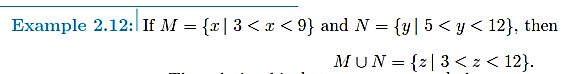 Example 2.12: If M = {x | 3 < x < 9} and N = {y | 5 < y < 12}, then
M ∪ N = {z | 3 < z < 12}.